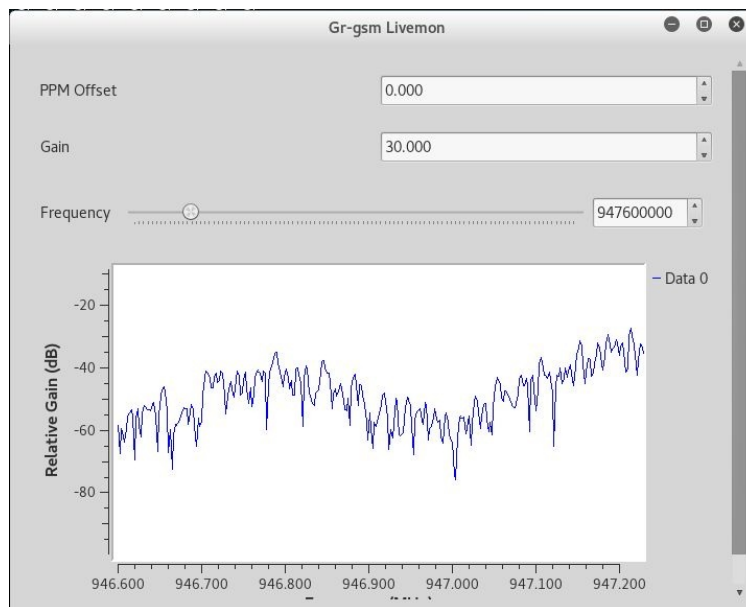 Gr-gsm Livemon
PPM Offset 0.000
Gain 30.000
Frequency 947600000
Data 0
Relative Gain (dB)
-20
-40
-60
-80
946.600 946.700 946.800 946.900 947.000 947.100 947.200
(MHz)